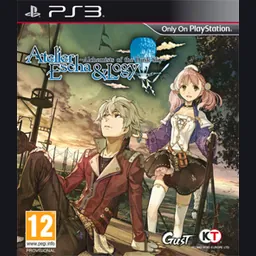 PS3
Only On PlayStation®
Atelier
Escha & Logy
Alchemists of the Dusk Sky
12
www.pegi.info
PROVISIONAL
GUST
KT